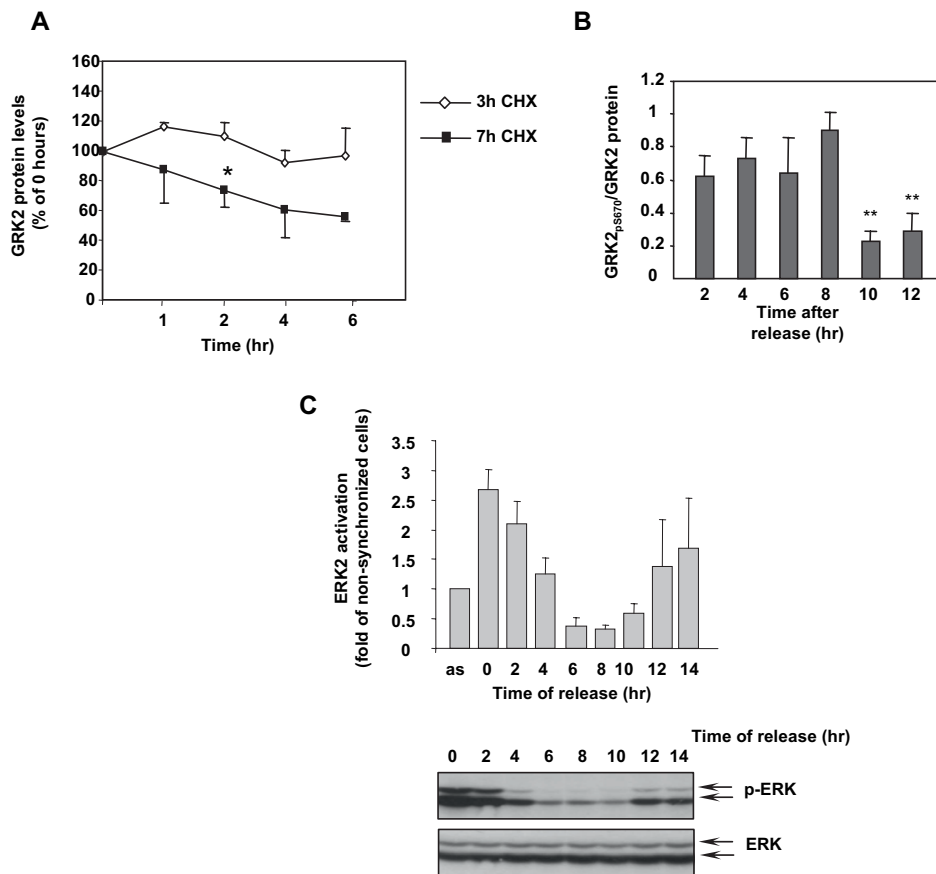 A
GRK2 protein levels
(% of 0 hours)
160
140
120
100
80
60
40
20
0
*
1 2 4 6
Time (hr)
3h CHX
7h CHX
B
GRK2pS670/GRK2 protein
1.2
1
0.8
0.6
0.4
0.2
0
** **
2 4 6 8 10 12
Time after
release (hr)
C
ERK2 activation
(fold of non-synchronized cells)
3.5
3
2.5
2
1.5
1
0.5
0
as 0 2 4 6 8 10 12 14
Time of release (hr)
Time of release (hr)
0 2 4 6 8 10 12 14
p-ERK
ERK